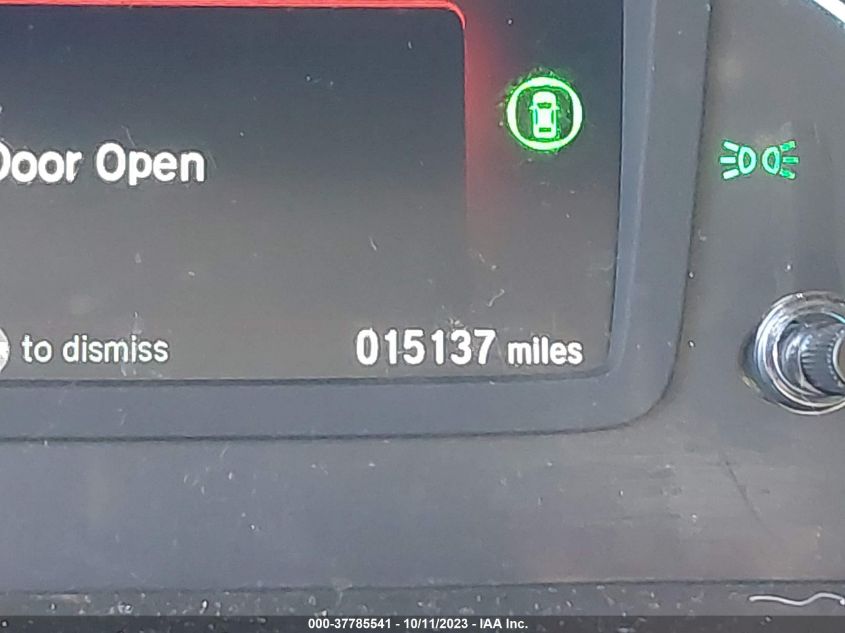 Door Open
to dismiss
015137 miles
000-37785541 - 10/11/2023 - IAA Inc.